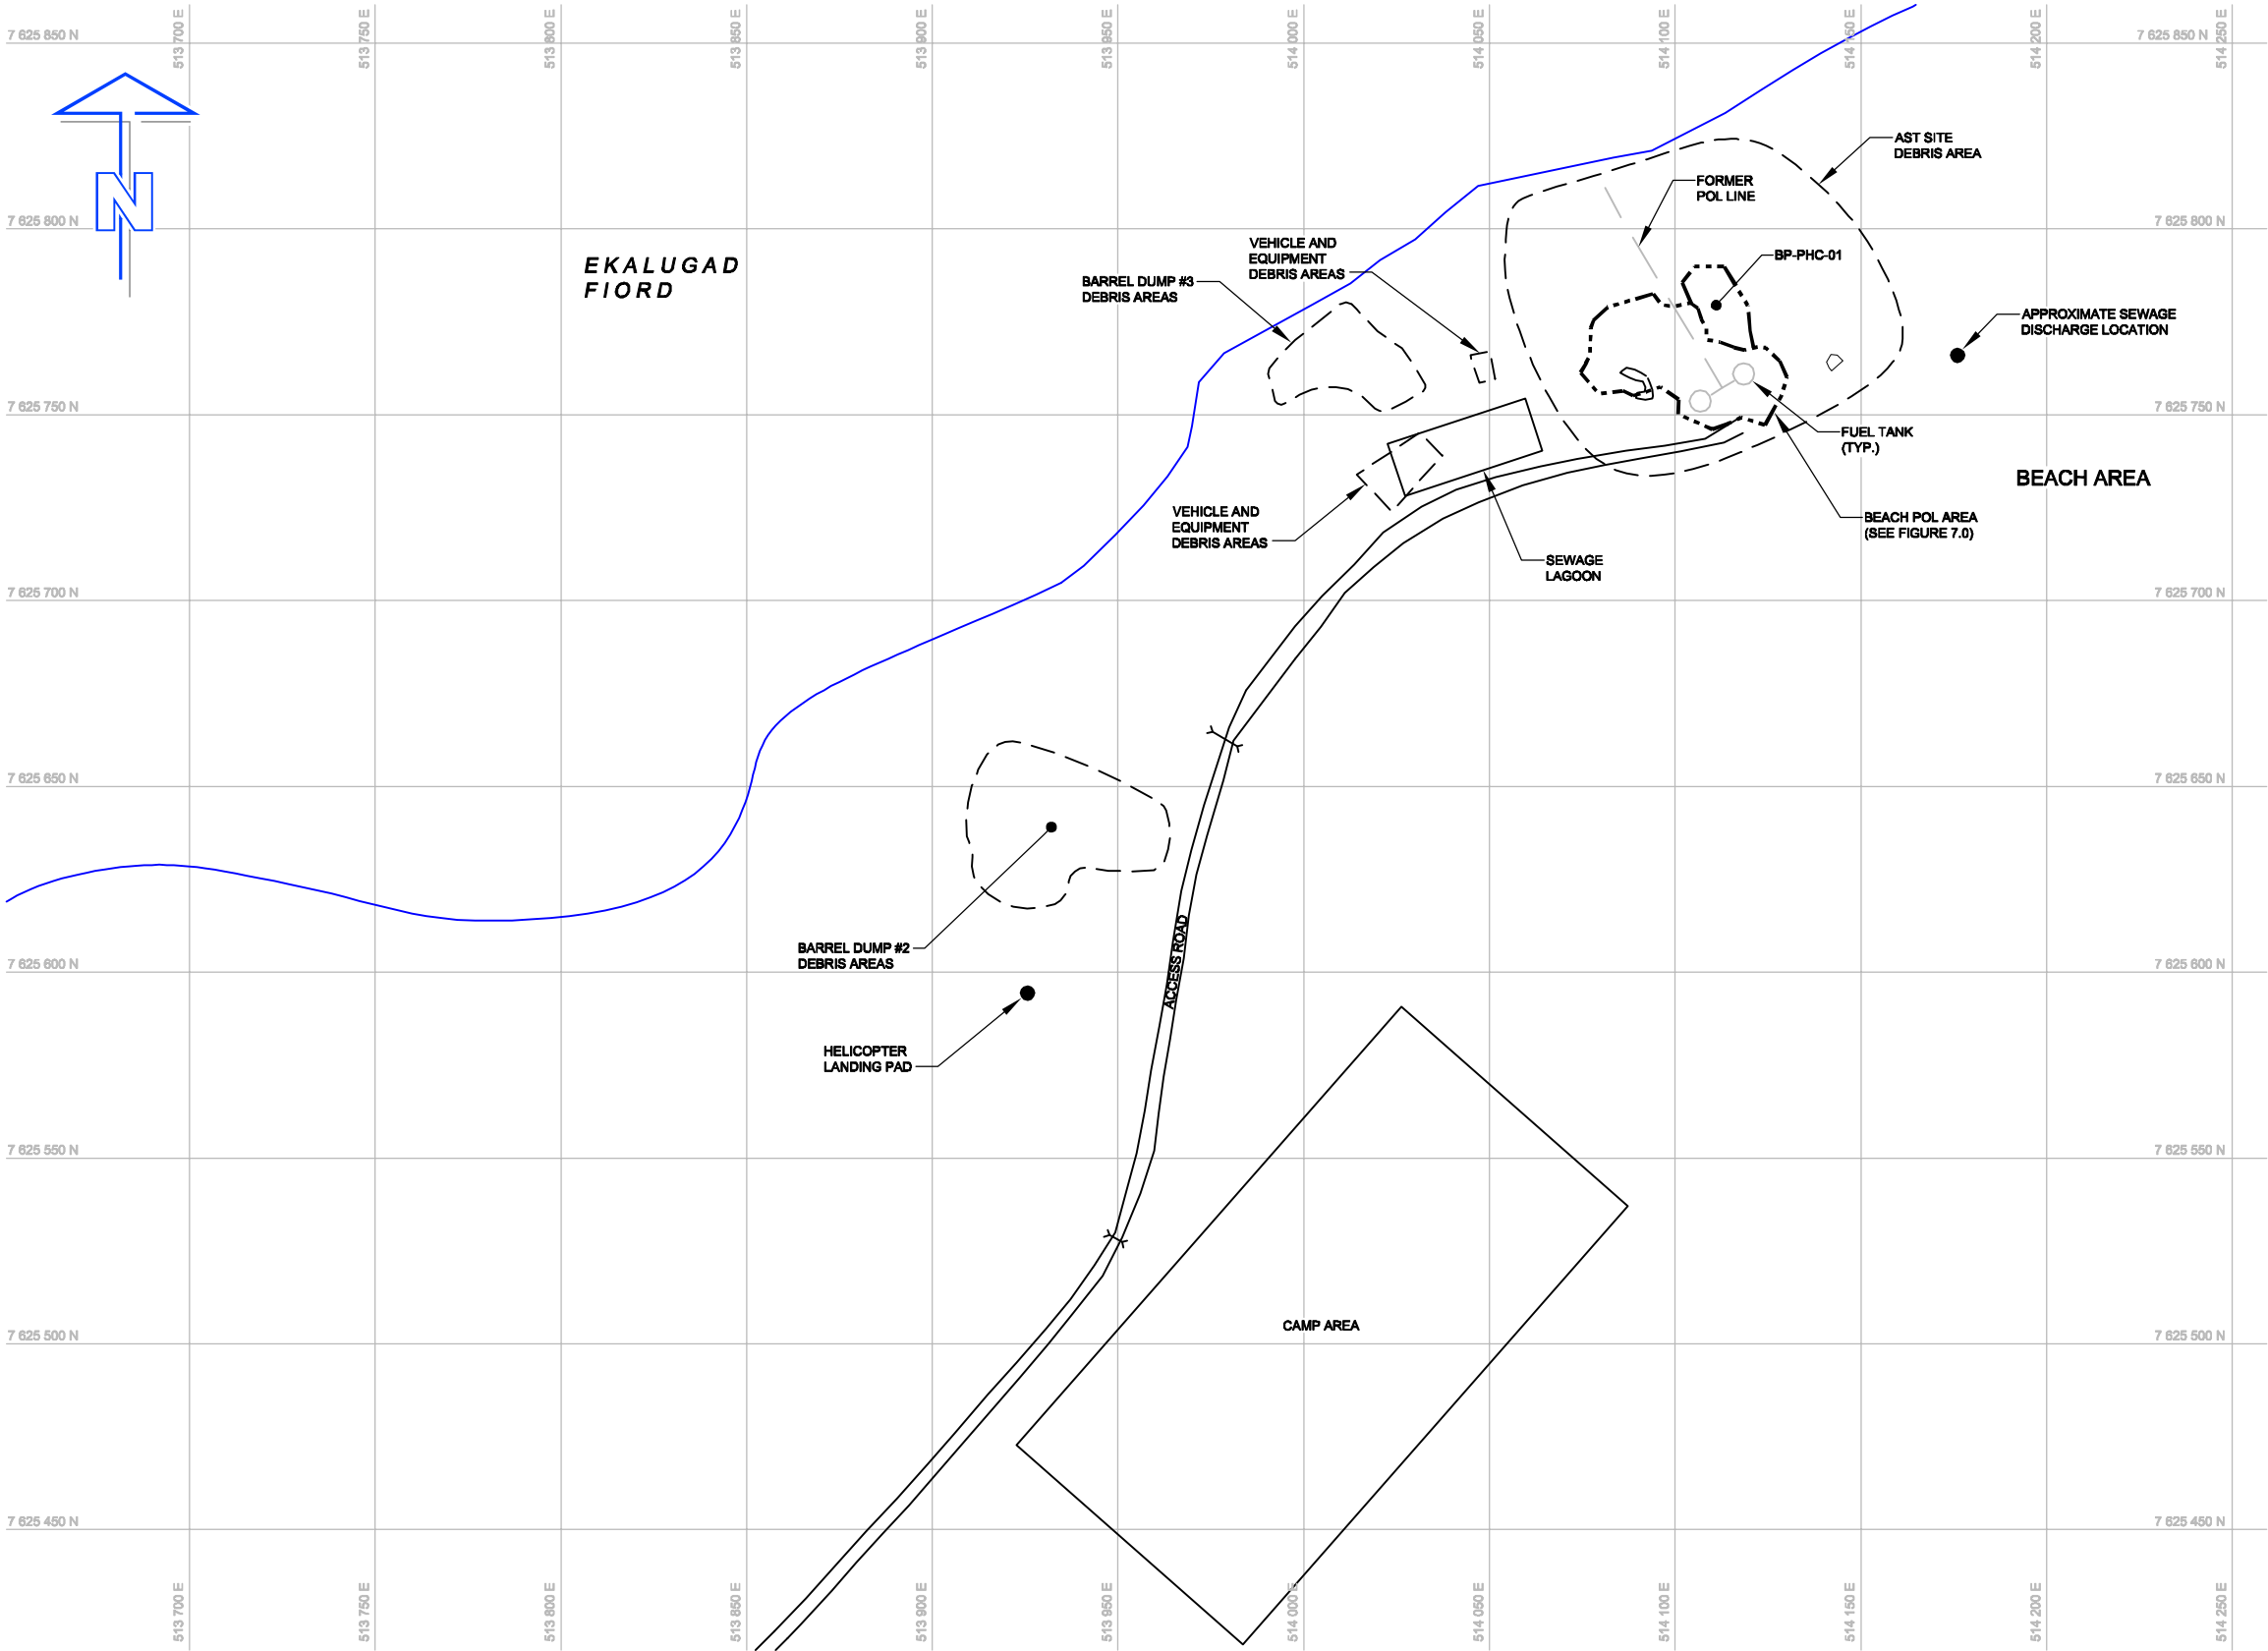 513 700 E
513 750 E
513 800 E
513 850 E
513 900 E
513 950 E
514 000 E
514 050 E
514 100 E
514 150 E
514 200 E
514 250 E
7 625 850 N
7 625 850 N
N
AST SITE
DEBRIS AREA
FORMER
POL LINE
7 625 800 N
7 625 800 N
EKALUGAD
FIORD
VEHICLE AND
EQUIPMENT
DEBRIS AREAS
BP-PHC-01
BARREL DUMP #3
DEBRIS AREAS
APPROXIMATE SEWAGE
DISCHARGE LOCATION
7 625 750 N
7 625 750 N
FUEL TANK
(TYP.)
BEACH AREA
VEHICLE AND
EQUIPMENT
DEBRIS AREAS
BEACH POL AREA
(SEE FIGURE 7.0)
SEWAGE
LAGOON
7 625 700 N
7 625 700 N
7 625 650 N
7 625 650 N
BARREL DUMP #2
DEBRIS AREAS
ACCESS ROAD
7 625 600 N
7 625 600 N
HELICOPTER
LANDING PAD
7 625 550 N
7 625 550 N
CAMP AREA
7 625 500 N
7 625 500 N
7 625 450 N
7 625 450 N
513 700 E
513 750 E
513 800 E
513 850 E
513 900 E
513 950 E
514 000 E
514 050 E
514 100 E
514 150 E
514 200 E
514 250 E